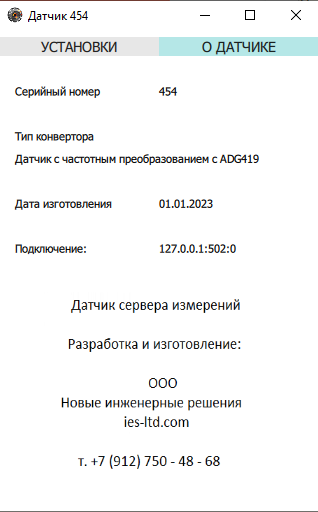 Датчик 454
УСТАНОВКИ О ДАТЧИКЕ
Серийный номер 454
Тип конвертора
Датчик с частотным преобразованием с ADG419
Дата изготовления 01.01.2023
Подключение: 127.0.0.1:502:0
Датчик сервера измерений
Разработка и изготовление:
ООО
Новые инженерные решения
ies-ltd.com
т. +7 (912) 750 - 48 - 68